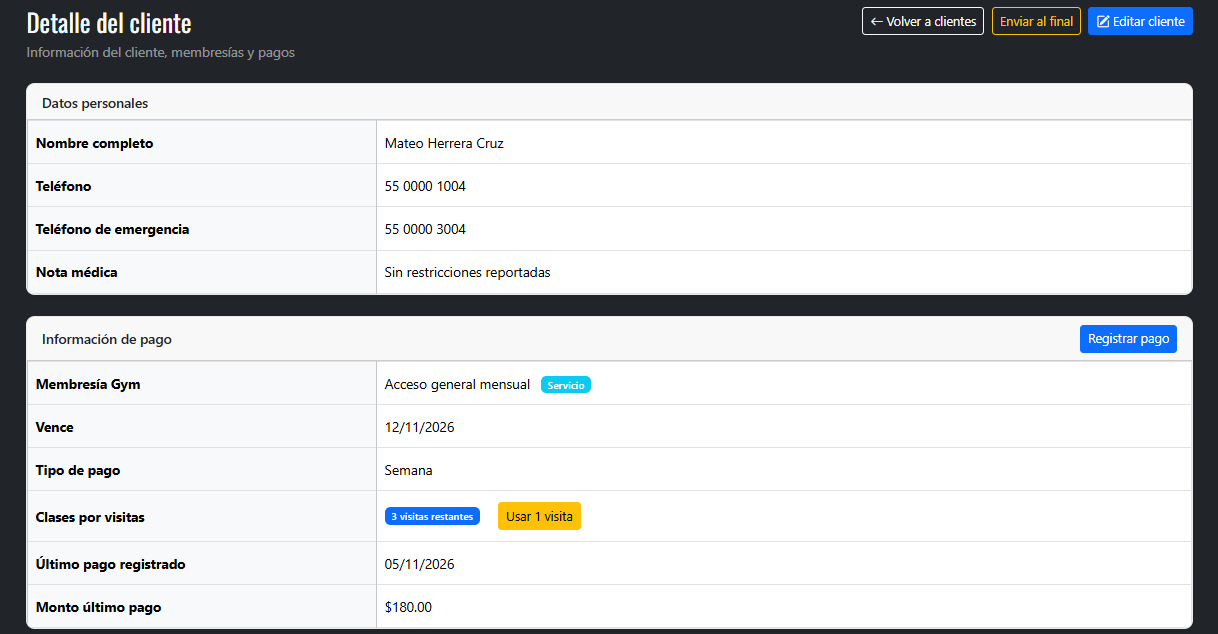 Detalle del cliente
← Volver a clientes
Enviar al final
Editar cliente
Información del cliente, membresías y pagos
Datos personales
Nombre completo Mateo Herrera Cruz
Teléfono 55 0000 1004
Teléfono de emergencia 55 0000 3004
Nota médica Sin restricciones reportadas
Información de pago Registrar pago
Membresía Gym Acceso general mensual Servicio
Vence 12/11/2026
Tipo de pago Semana
Clases por visitas 3 visitas restantes Usar 1 visita
Último pago registrado 05/11/2026
Monto último pago $180.00